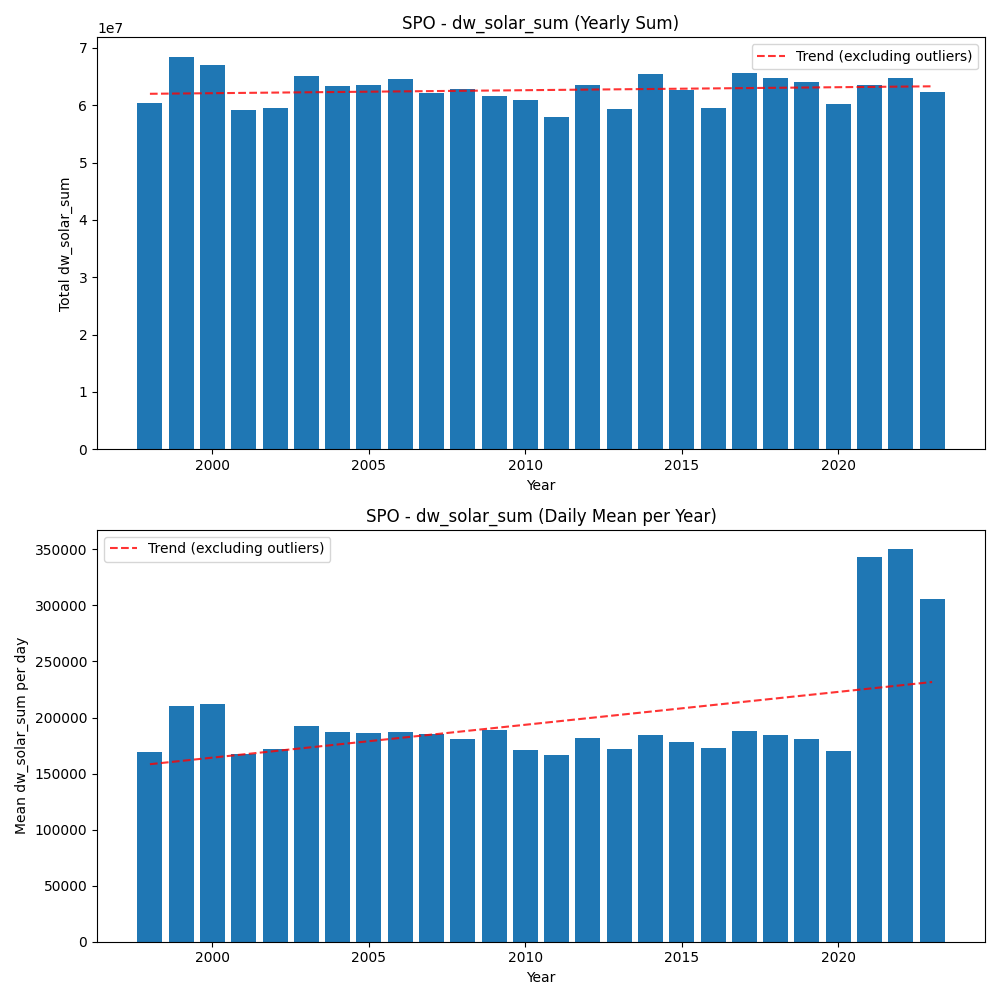 SPO - dw_solar_sum (Yearly Sum)
1e7
Trend (excluding outliers)
7
6
5
4
3
2
1
0
Total dw_solar_sum
2000 2005 2010 2015 2020
Year
SPO - dw_solar_sum (Daily Mean per Year)
Trend (excluding outliers)
350000
300000
250000
200000
150000
100000
50000
0
Mean dw_solar_sum per day
2000 2005 2010 2015 2020
Year